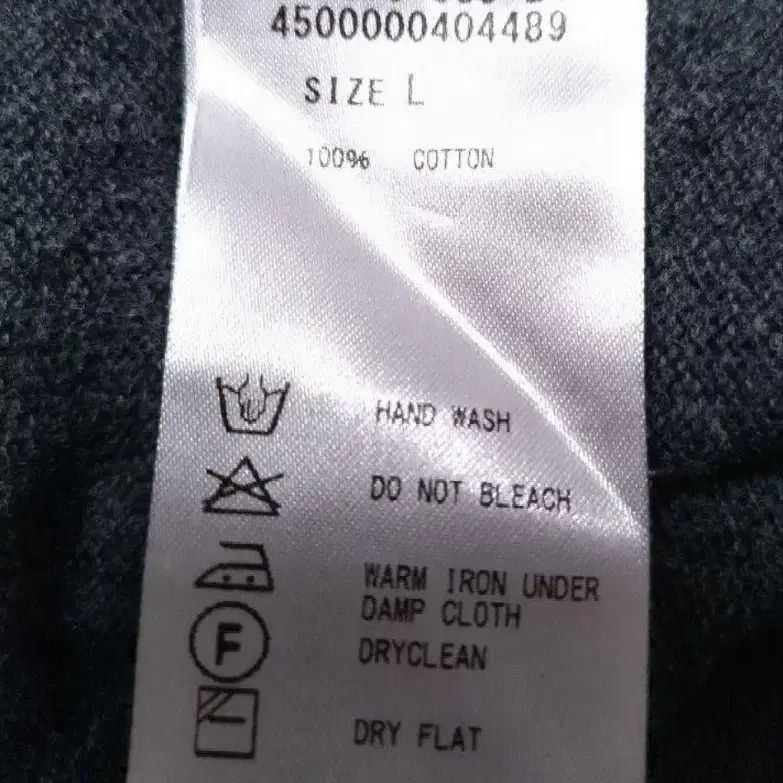 4500000404489
SIZE L
100% COTTON
HAND WASH
DO NOT BLEACH
WARM IRON UNDER
DAMP CLOTH
F
DRYCLEAN
DRY FLAT